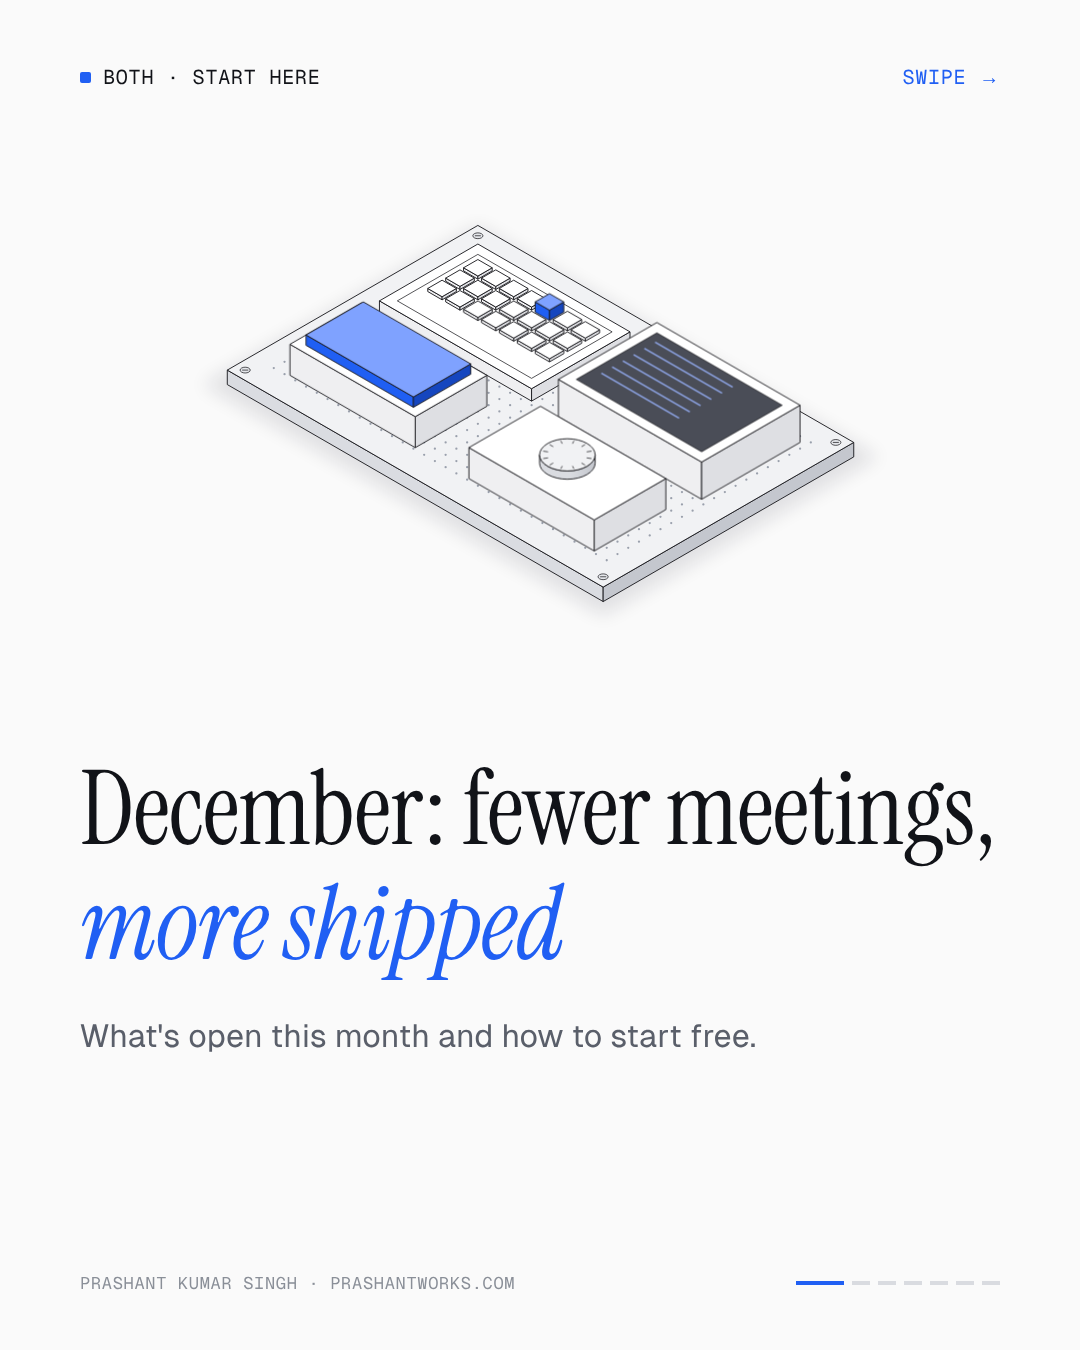 BOTH · START HERE
SWIPE →
December: fewer meetings,
more shipped
What's open this month and how to start free.
PRASHANT KUMAR SINGH · PRASHANTWORKS.COM